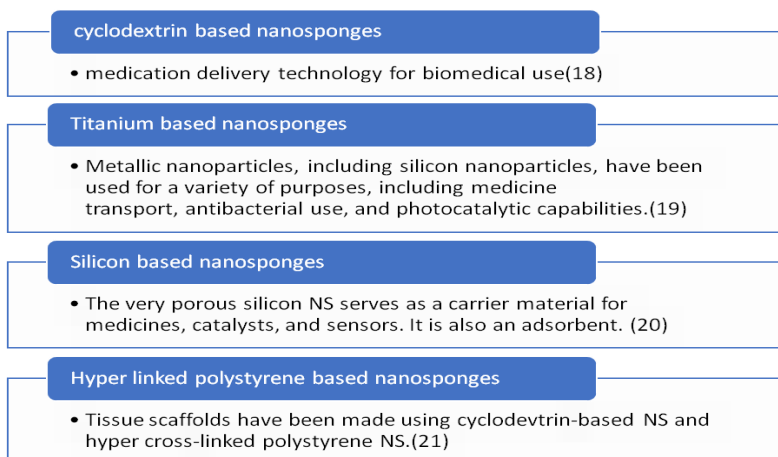 cyclodextrin based nanosponges
• medication delivery technology for biomedical use(18)
Titanium based nanosponges
• Metallic nanoparticles, including silicon nanoparticles, have been
used for a variety of purposes, including medicine
transport, antibacterial use, and photocatalytic capabilities.(19)
Silicon based nanosponges
• The very porous silicon NS serves as a carrier material for
medicines, catalysts, and sensors. It is also an adsorbent. (20)
Hyper linked polystyrene based nanosponges
• Tissue scaffolds have been made using cyclodevtrin-based NS and
hyper cross-linked polystyrene NS.(21)